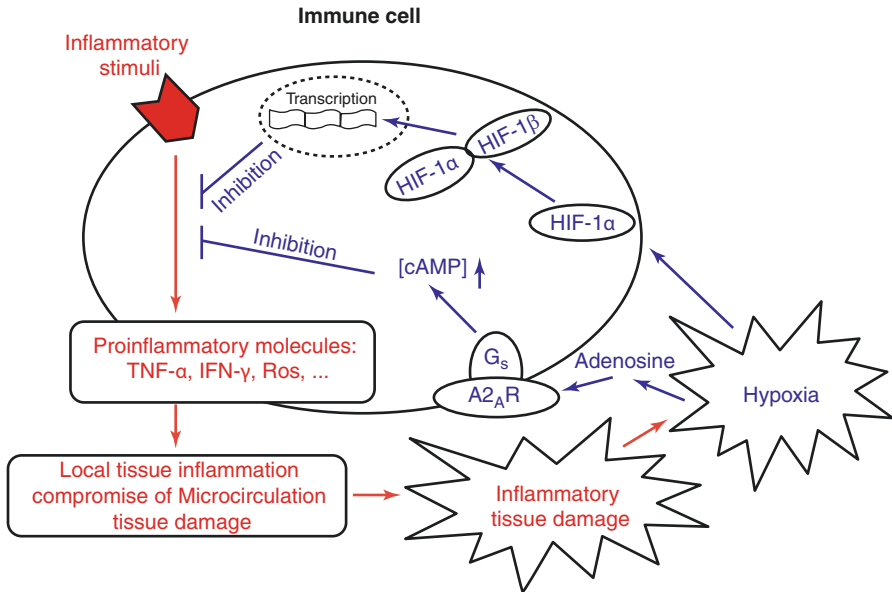 Immune cell
Inflammatory
stimuli
Transcription
HIF-1β
HIF-1α
Inhibition
HIF-1α
Inhibition
[cAMP]
Proinflammatory molecules:
TNF-α, IFN-γ, Ros, ...
Gs
Adenosine
A2AR
Hypoxia
Local tissue inflammation
compromise of Microcirculation
tissue damage
Inflammatory
tissue damage